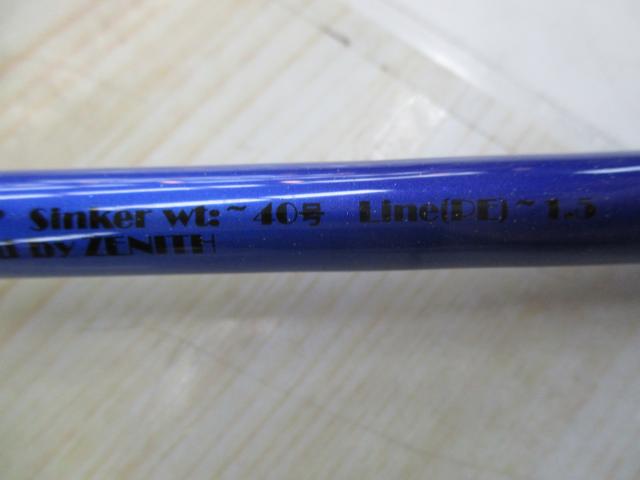 Sinker wt: ~40号 Line(PE)~1.5
d by ZENITH